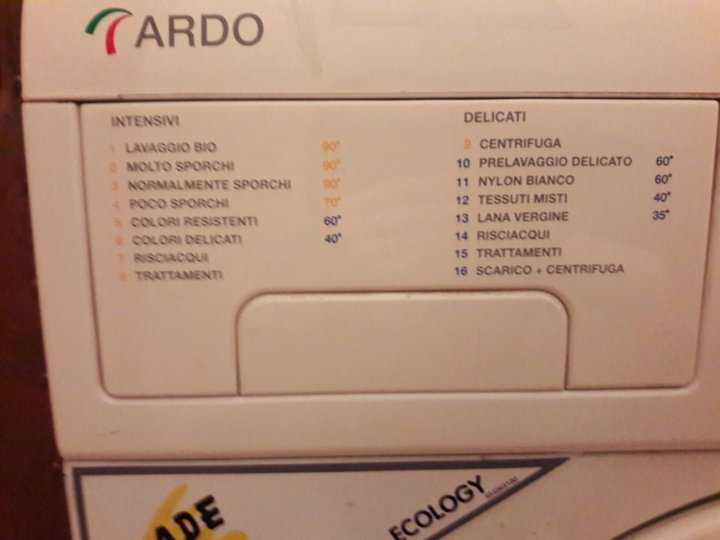 ARDO
INTENSIVI
1 LAVAGGIO BIO 90°
2 MOLTO SPORCHI 90°
3 NORMALMENTE SPORCHI 90°
4 POCO SPORCHI 70°
5 COLORI RESISTENTI 60°
6 COLORI DELICATI 40°
7 RISCIACQUI
8 TRATTAMENTI
DELICATI
9 CENTRIFUGA
10 PRELAVAGGIO DELICATO 60°
11 NYLON BIANCO 60°
12 TESSUTI MISTI 40°
13 LANA VERGINE 35°
14 RISCIACQUI
15 TRATTAMENTI
16 SCARICO + CENTRIFUGA
ADE
ECOLOGY